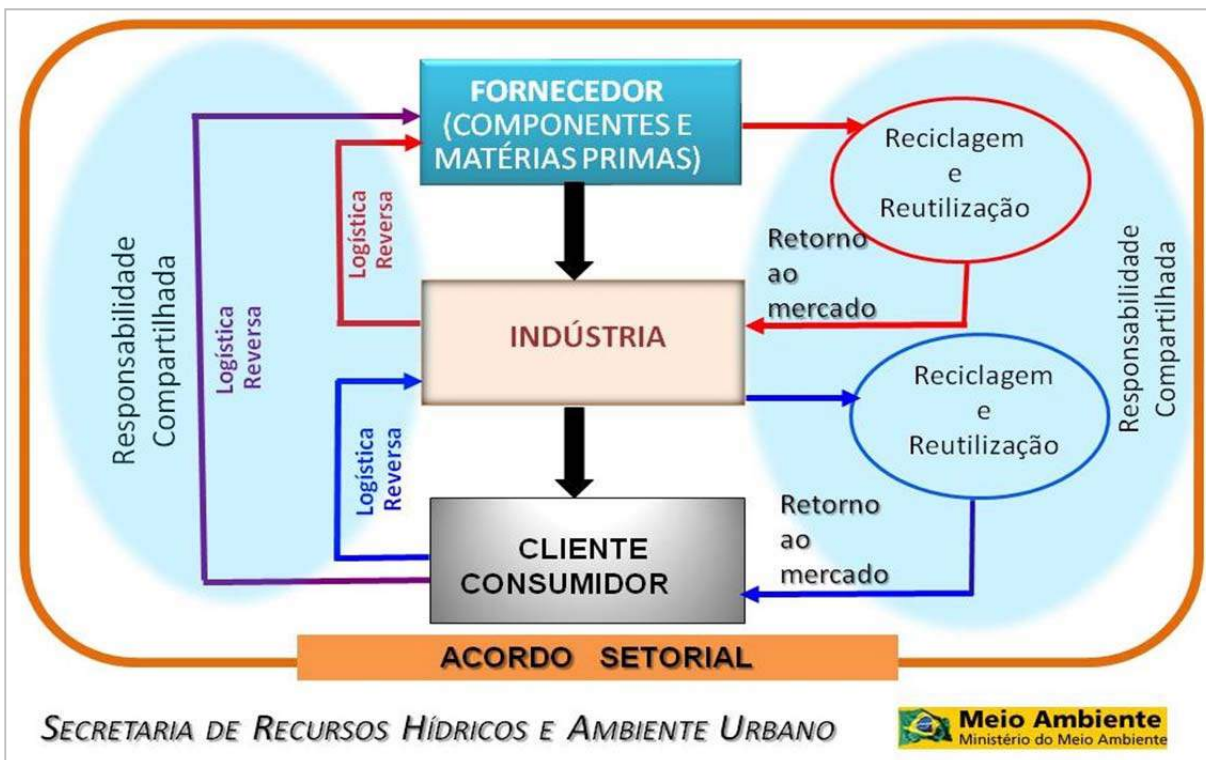 FORNECEDOR
(COMPONENTES E
MATÉRIAS PRIMAS)
Reciclagem
e
Reutilização
Logística
Reversa
Retorno
ao
mercado
Responsabilidade
Compartilhada
Logística
Reversa
INDÚSTRIA
Responsabilidade
Compartilhada
Reciclagem
e
Reutilização
Logística
Reversa
CLIENTE
CONSUMIDOR
Retorno
ao
mercado
ACORDO SETORIAL
SECRETARIA DE RECURSOS HÍDRICOS E AMBIENTE URBANO
Meio Ambiente
Ministério do Meio Ambiente